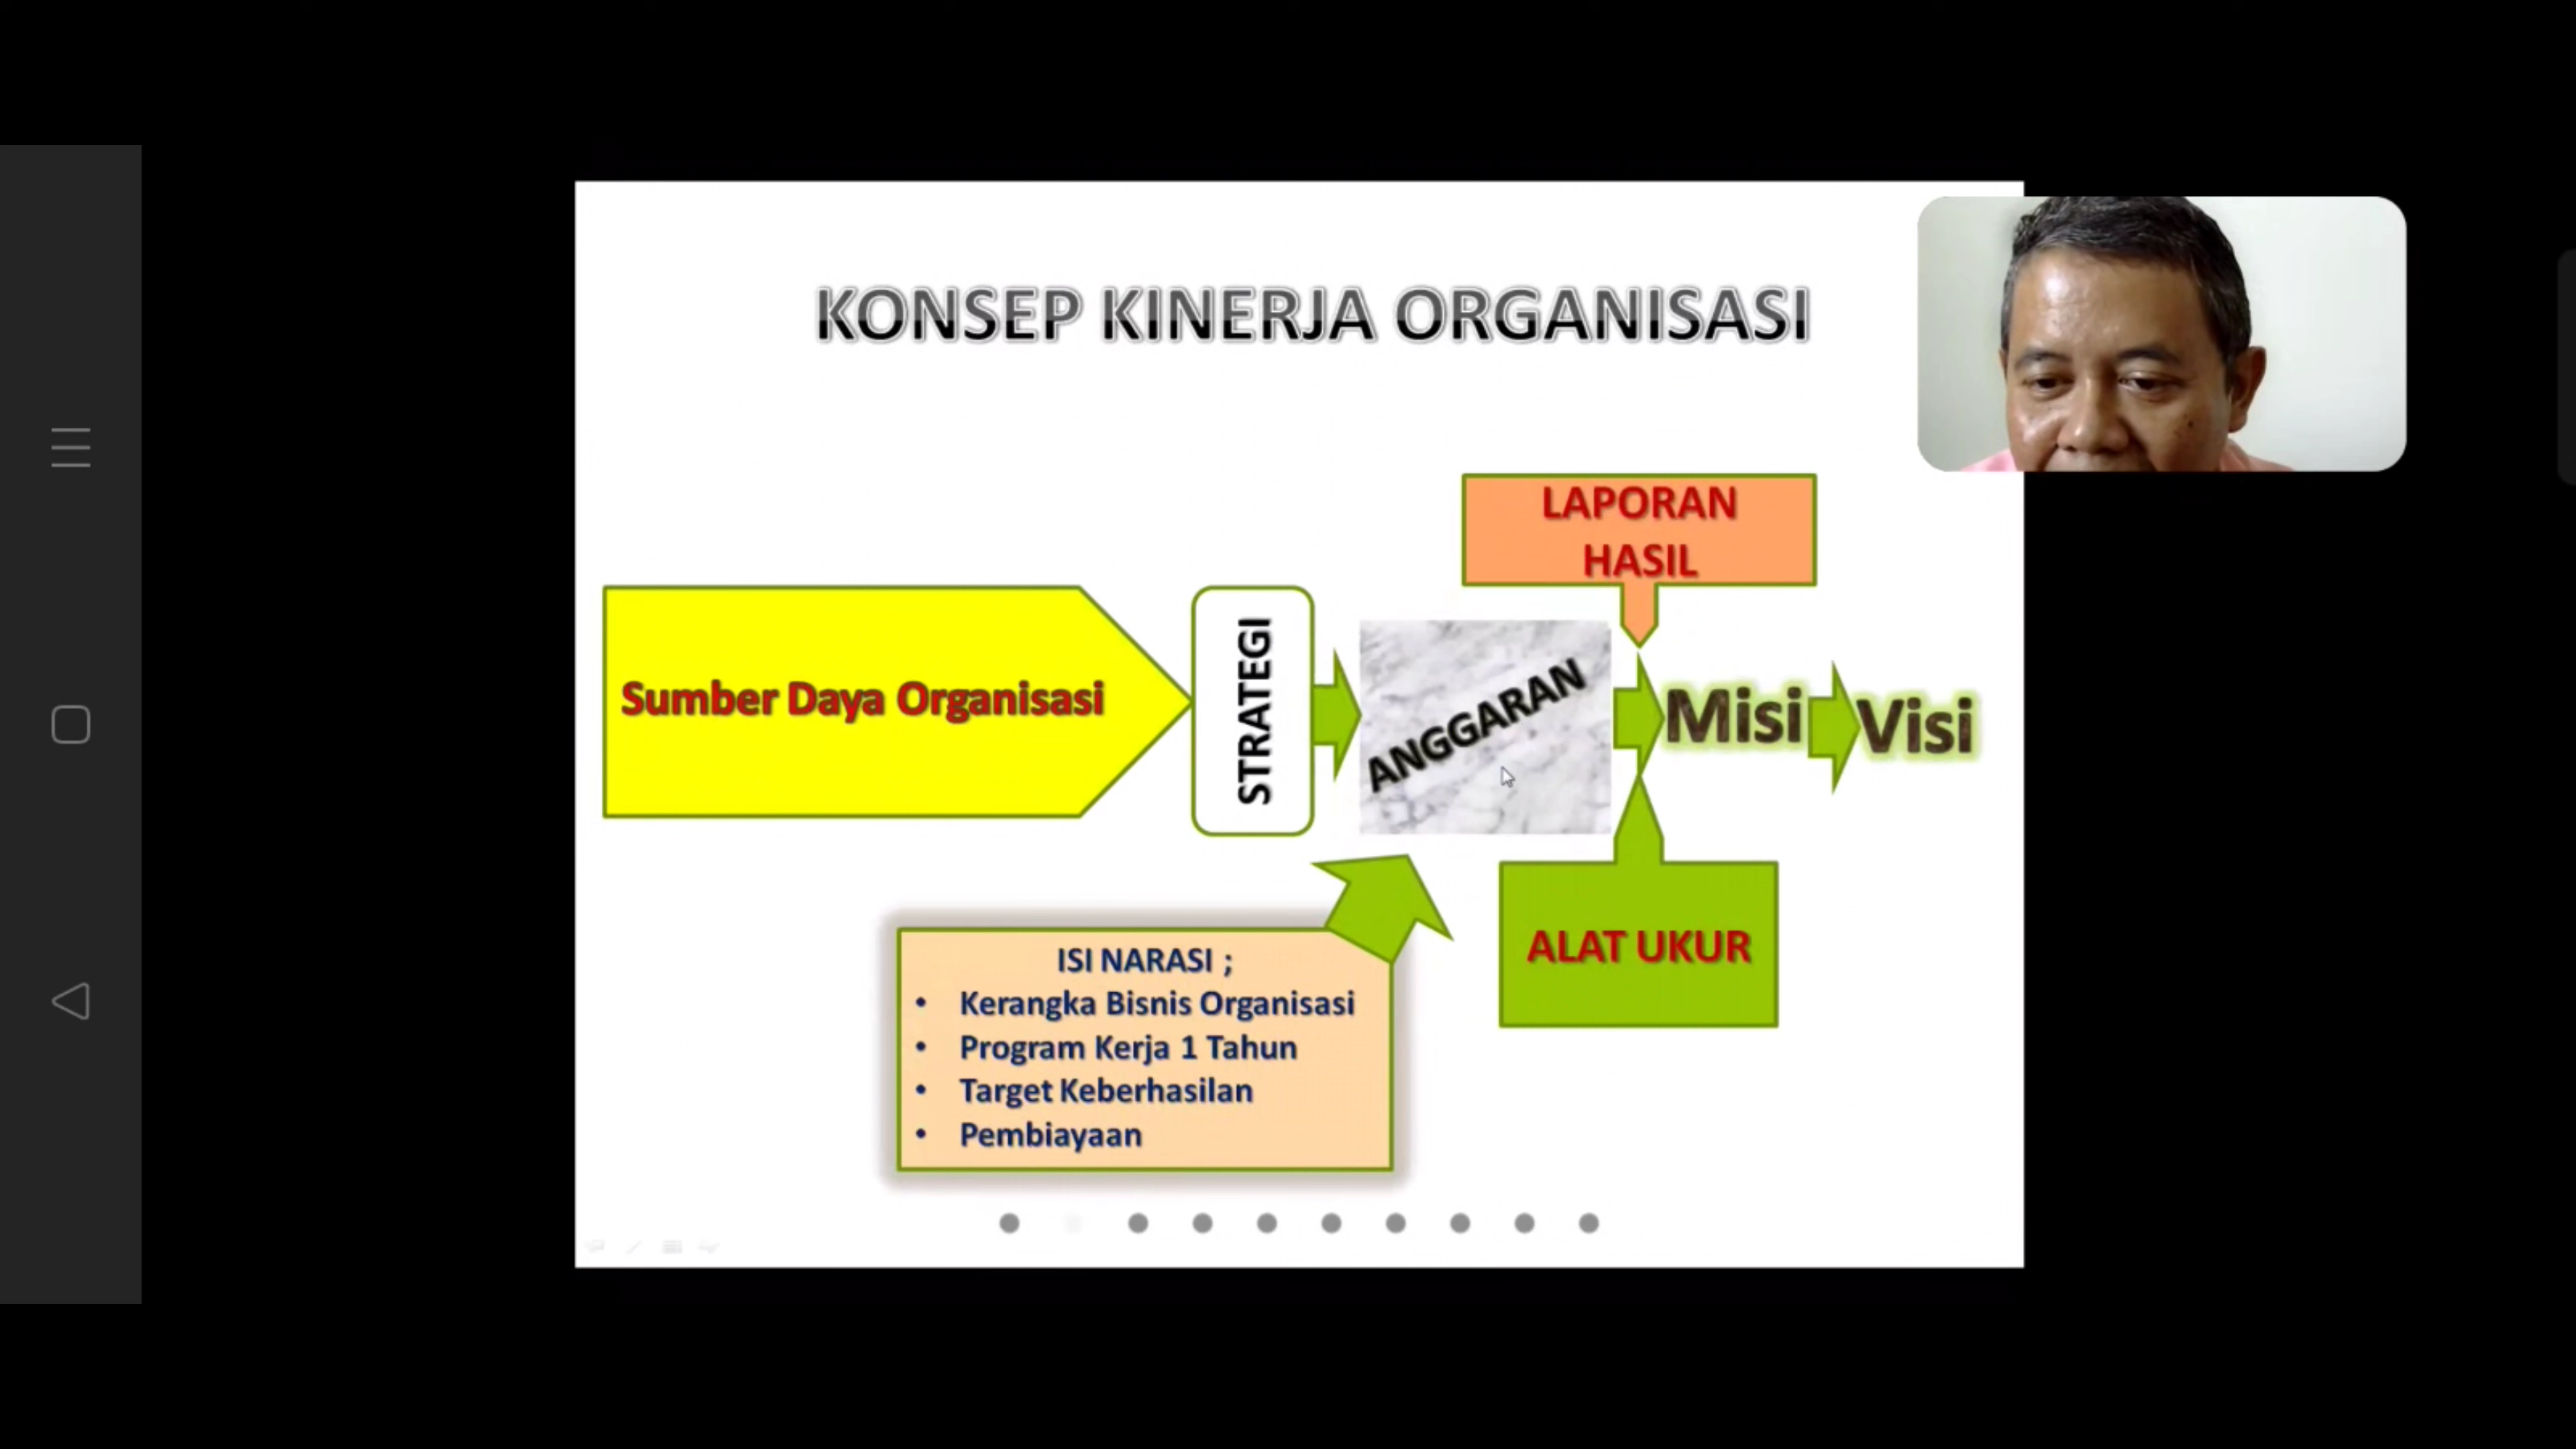 KONSEP KINERJA ORGANISASI
LAPORAN
HASIL
Sumber Daya Organisasi
STRATEGI
ANGGARAN
Misi
Visi
ALAT UKUR
ISI NARASI ;
• Kerangka Bisnis Organisasi
• Program Kerja 1 Tahun
• Target Keberhasilan
• Pembiayaan